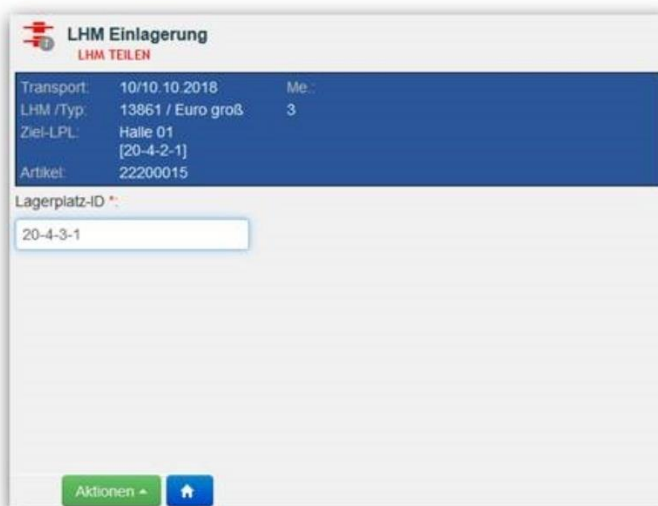 LHM Einlagerung
LHM TEILEN
Transport: 10/10.10.2018 Me.:
LHM /Typ: 13861 / Euro groß 3
Ziel-LPL: Halle 01
[20-4-2-1]
Artikel: 22200015
Lagerplatz-ID *:
20-4-3-1
Aktionen